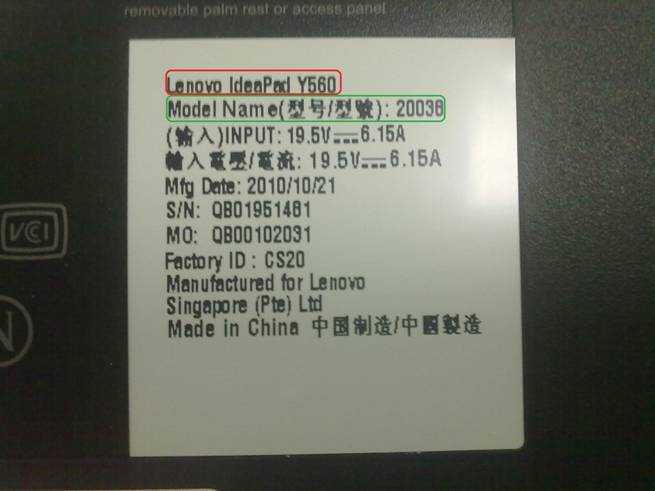 removable palm rest or access panel
Lenovo IdeaPad Y560
Model Name(型号/型號): 20036
(输入)INPUT: 19.5V⎓6.15A
輸入電壓/電流: 19.5V⎓6.15A
Mfg Date: 2010/10/21
S/N: QB01951461
MO: QB00102031
Factory ID : CS20
Manufactured for Lenovo
Singapore (Pte) Ltd
Made in China 中国制造/中國製造
VCI
N